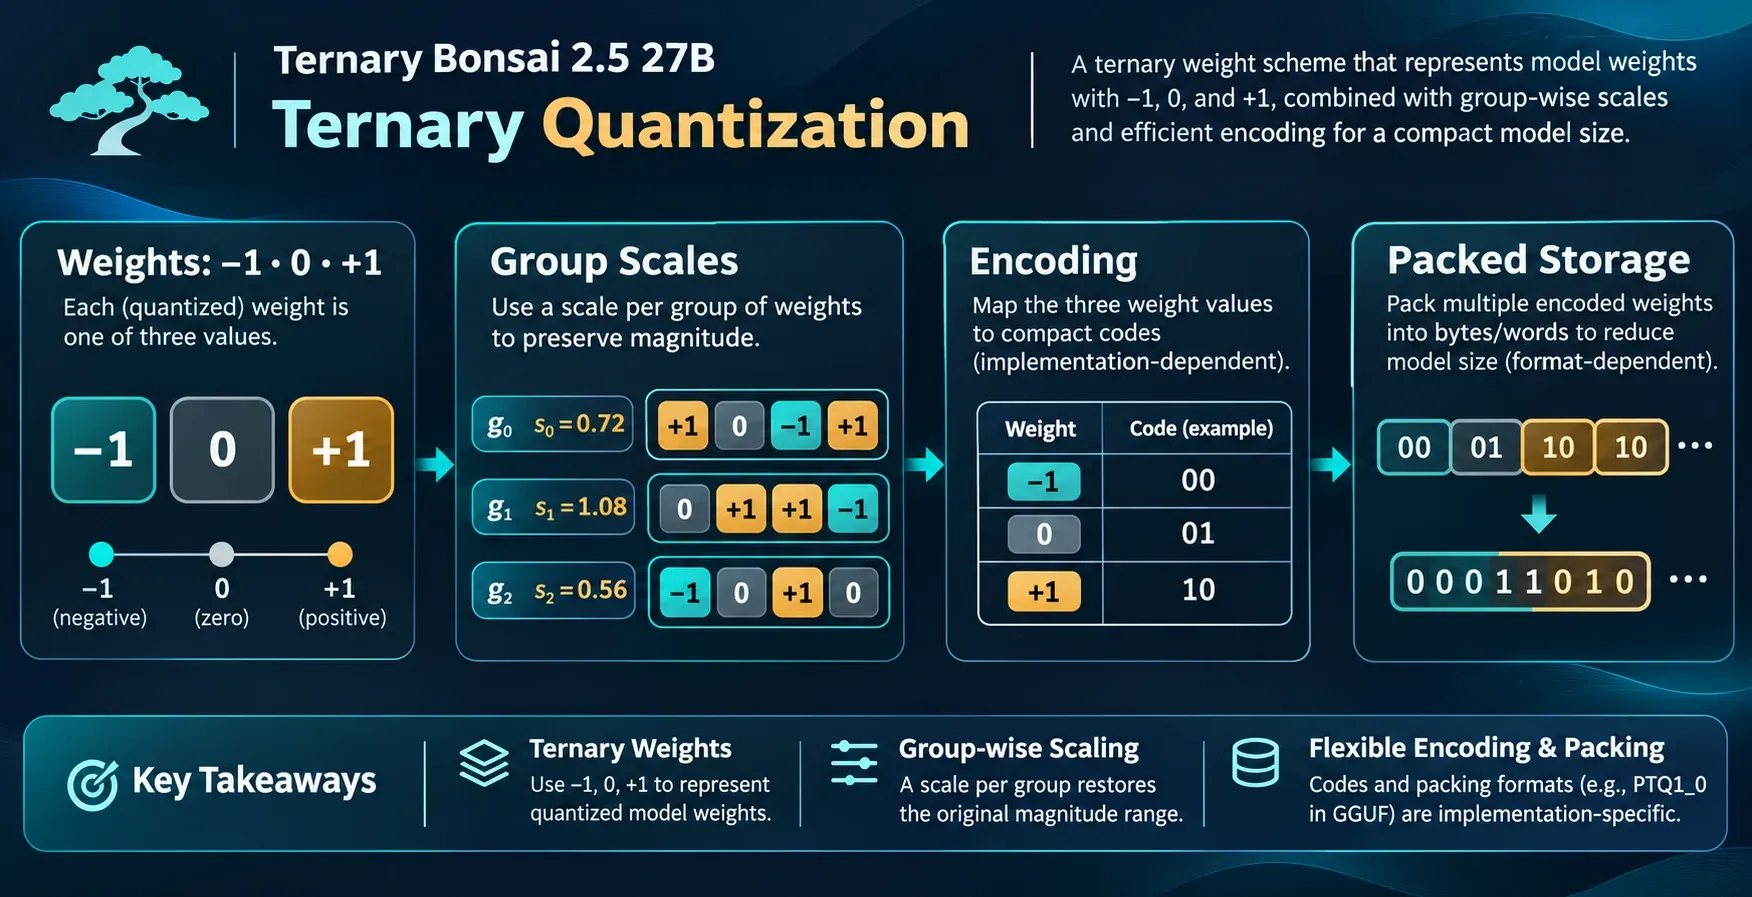 Ternary Bonsai 2.5 27B
Ternary Quantization
A ternary weight scheme that represents model weights
with −1, 0, and +1, combined with group-wise scales
and efficient encoding for a compact model size.
Weights: −1 · 0 · +1
Each (quantized) weight is
one of three values.
−1 0 +1
−1 0 +1
(negative) (zero) (positive)
Group Scales
Use a scale per group of weights
to preserve magnitude.
g₀ s₀ = 0.72 +1 0 −1 +1
g₁ s₁ = 1.08 0 +1 +1 −1
g₂ s₂ = 0.56 −1 0 +1 0
Encoding
Map the three weight values
to compact codes
(implementation-dependent).
Weight Code (example)
−1 00
0 01
+1 10
Packed Storage
Pack multiple encoded weights
into bytes/words to reduce
model size (format-dependent).
00 01 10 10 ...
0 0 0 1 1 0 1 0 ...
Key Takeaways
Ternary Weights
Use −1, 0, +1 to represent
quantized model weights.
Group-wise Scaling
A scale per group restores
the original magnitude range.
Flexible Encoding & Packing
Codes and packing formats (e.g., PTQ1_0
in GGUF) are implementation-specific.